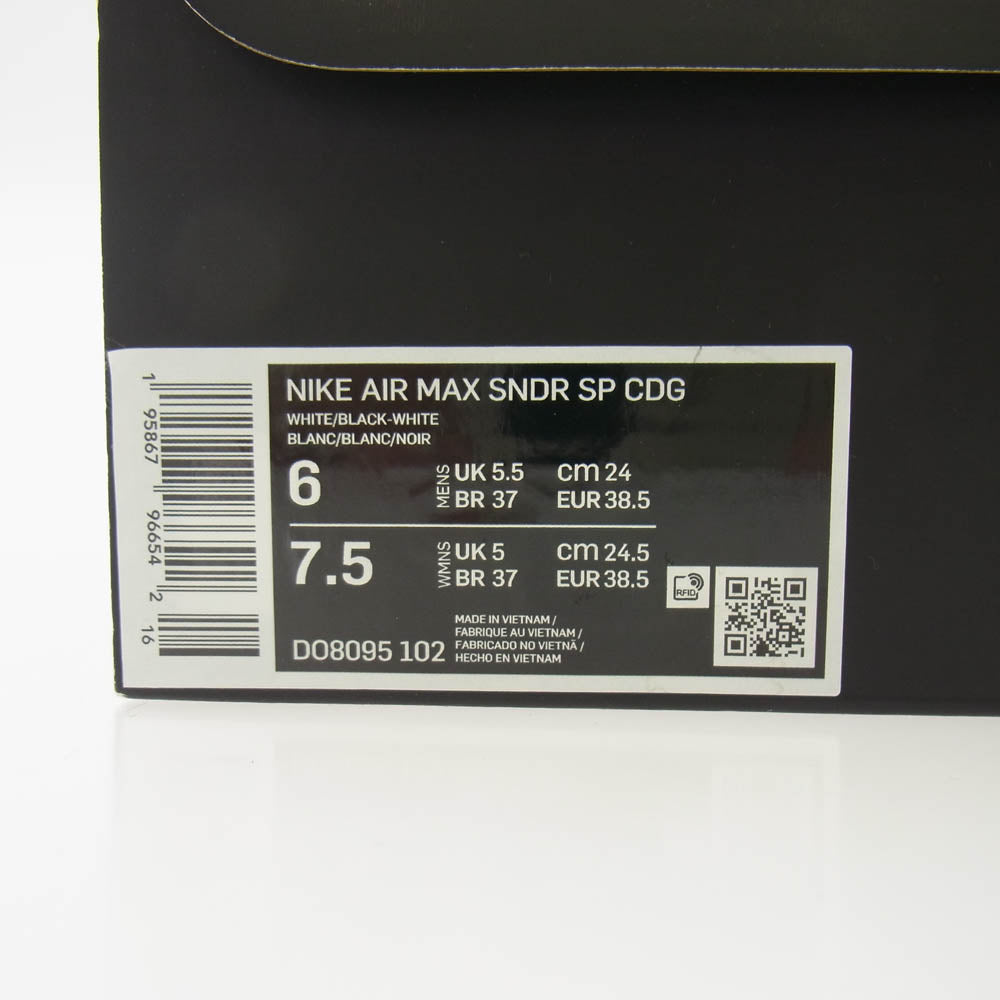 NIKE AIR MAX SNDR SP CDG
WHITE/BLACK-WHITE
BLANC/BLANC/NOIR
6 MENS UK 5.5 cm 24
BR 37 EUR 38.5
7.5 WMNS UK 5 cm 24.5
BR 37 EUR 38.5
RFID
DO8095 102
MADE IN VIETNAM /
FABRIQUE AU VIETNAM /
FABRICADO NO VIETNÃ /
HECHO EN VIETNAM
1 95867 96654 2 16